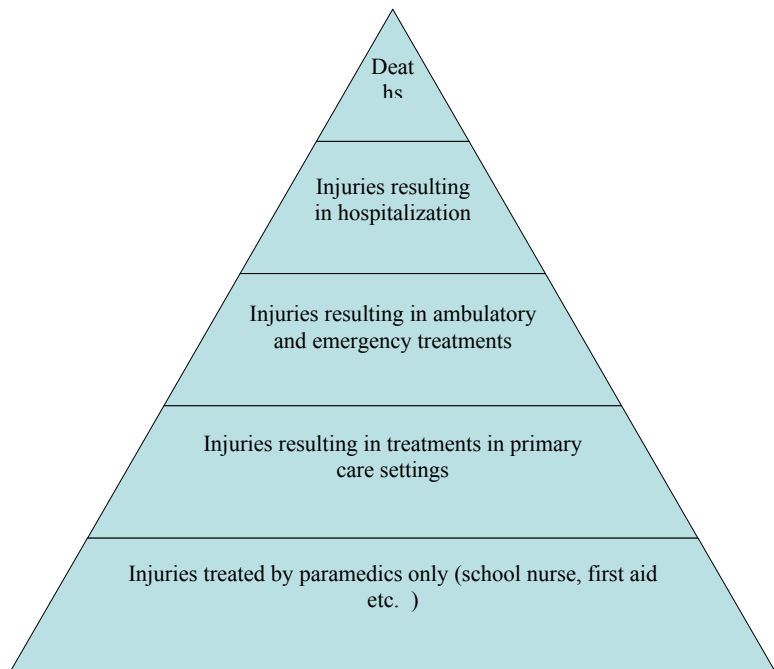 Deat
hs
Injuries resulting
in hospitalization
Injuries resulting in ambulatory
and emergency treatments
Injuries resulting in treatments in primary
care settings
Injuries treated by paramedics only (school nurse, first aid
etc.  )